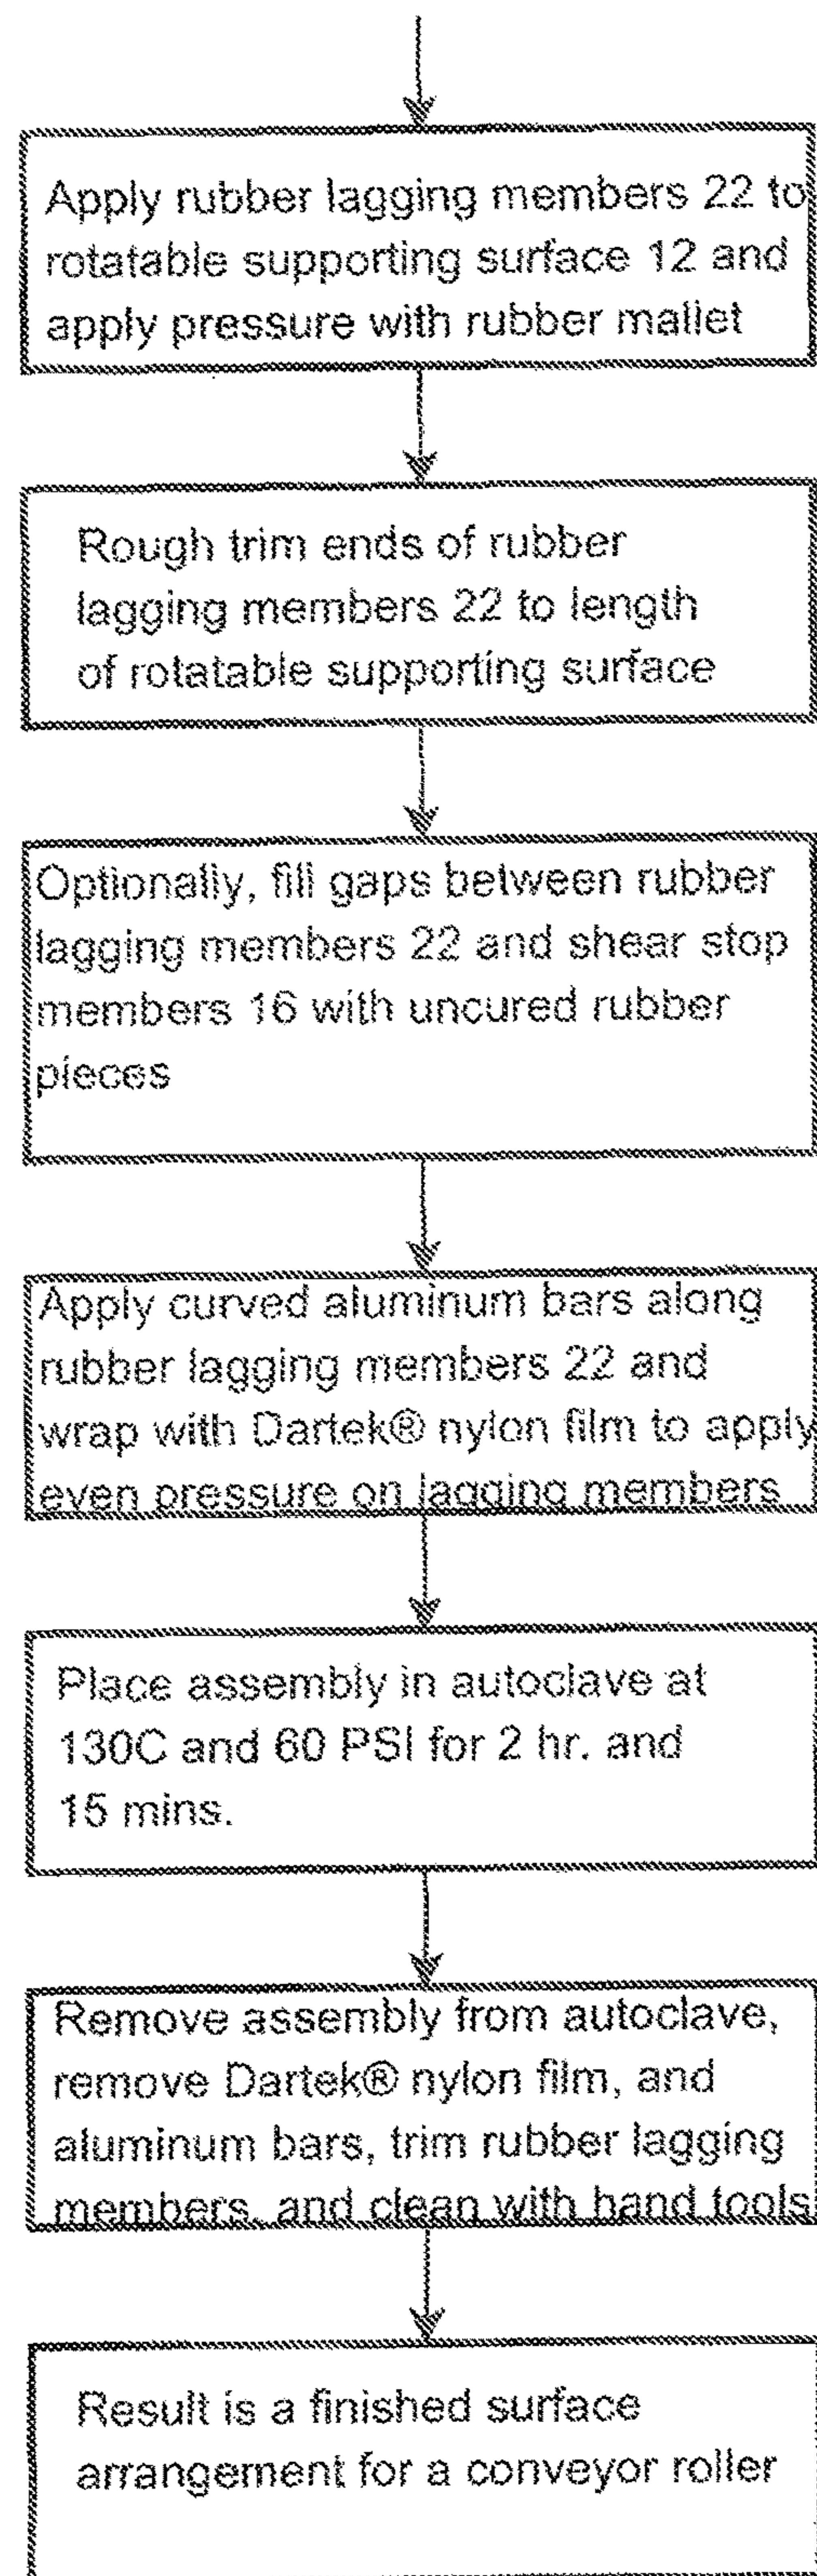 Apply rubber lagging members 22 to
rotatable supporting surface 12 and
apply pressure with rubber mallet
Rough trim ends of rubber
lagging members 22 to length
of rotatable supporting surface
Optionally, fill gaps between rubber
lagging members 22 and shear stop
members 16 with uncured rubber
pieces
Apply curved aluminum bars along
rubber lagging members 22 and
wrap with Dartek® nylon film to apply
even pressure on lagging members
Place assembly in autoclave at
130C and 60 PSI for 2 hr. and
15 mins.
Remove assembly from autoclave,
remove Dartek® nylon film, and
aluminum bars, trim rubber lagging
members, and clean with hand tools
Result is a finished surface
arrangement for a conveyor roller